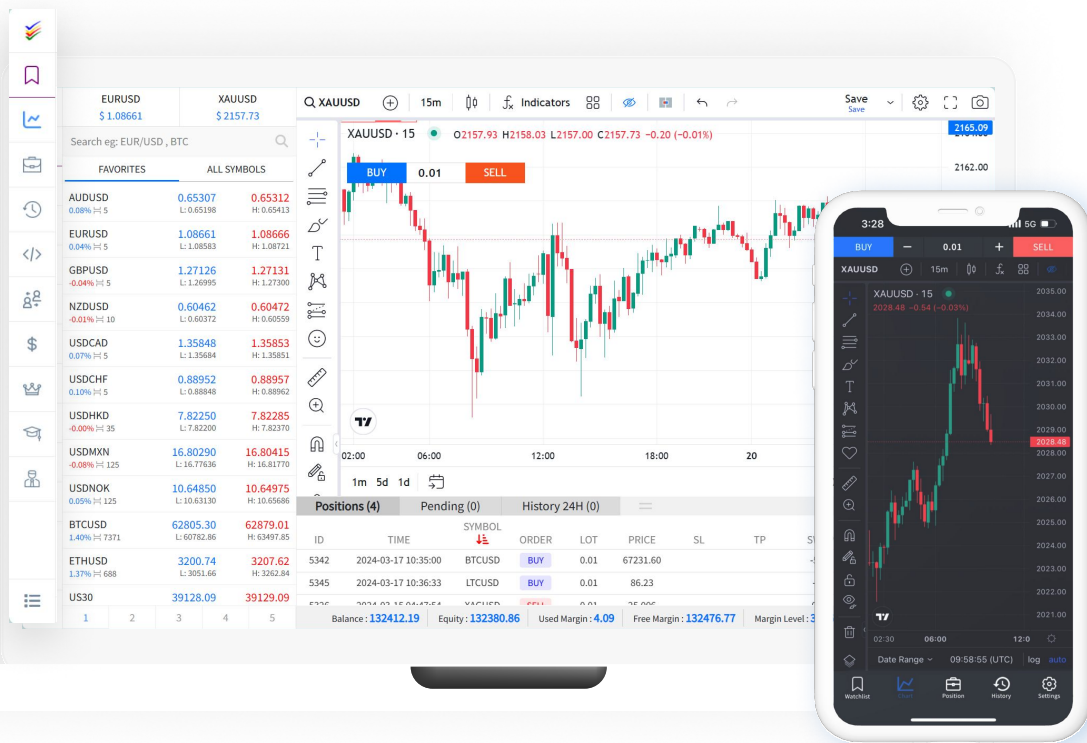 EURUSD
$ 1.08661
XAUUSD
$ 2157.73
Search eg: EUR/USD , BTC
FAVORITES
ALL SYMBOLS
AUDUSD 0.65307 0.65312
0.08% 5 L: 0.65198 H: 0.65413
EURUSD 1.08661 1.08666
0.04% 5 L: 1.08583 H: 1.08721
GBPUSD 1.27126 1.27131
-0.04% 5 L: 1.26995 H: 1.27300
NZDUSD 0.60462 0.60472
-0.01% 10 L: 0.60372 H: 0.60559
USDCAD 1.35848 1.35853
0.07% 5 L: 1.35684 H: 1.35851
USDCHF 0.88952 0.88957
0.10% 5 L: 0.88848 H: 0.88962
USDHKD 7.82250 7.82285
-0.00% 35 L: 7.82200 H: 7.82370
USDMXN 16.80290 16.80415
-0.08% 125 L: 16.77636 H: 16.81770
USDNOK 10.64850 10.64975
0.05% 125 L: 10.63130 H: 10.65686
BTCUSD 62805.30 62879.01
1.40% 7371 L: 60782.86 H: 63497.85
ETHUSD 3200.74 3207.62
1.37% 688 L: 3051.66 H: 3262.84
US30 39128.09 39129.09
1 2 3 4 5
XAUUSD 15m Indicators Save
Save
XAUUSD · 15 O2157.93 H2158.03 L2157.00 C2157.73 -0.20 (-0.01%)
BUY 0.01 SELL
2165.09
2162.00
02:00 06:00 12:00 18:00 20
1m 5d 1d
Positions (4) Pending (0) History 24H (0)
ID TIME SYMBOL ORDER LOT PRICE SL TP
5342 2024-03-17 10:35:00 BTCUSD BUY 0.01 67231.60
5345 2024-03-17 10:36:33 LTCUSD BUY 0.01 86.23
Balance : 132412.19 Equity : 132380.86 Used Margin : 4.09 Free Margin : 132476.77 Margin Level : 3
3:28 5G
BUY - 0.01 + SELL
XAUUSD 15m
XAUUSD · 15
2028.48 -0.54 (-0.03%)
2035.00
2034.00
2033.00
2032.00
2031.00
2030.00
2029.00
2028.48
2028.00
2027.00
2026.00
2025.00
2024.00
2023.00
2022.00
2021.00
02:30 06:00 12:0
Date Range 09:58:55 (UTC) log auto
Watchlist Chart Position History Settings